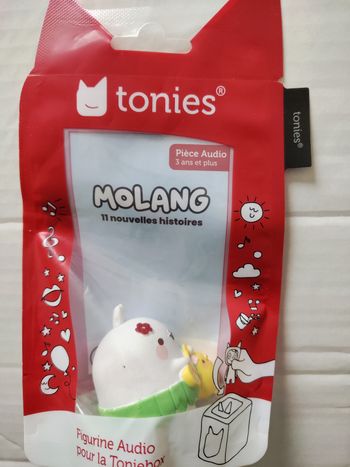 tonies®
tonies®
Pièce Audio
3 ans et plus
MOLANG
11 nouvelles histoires
Figurine Audio
pour la Toniebox